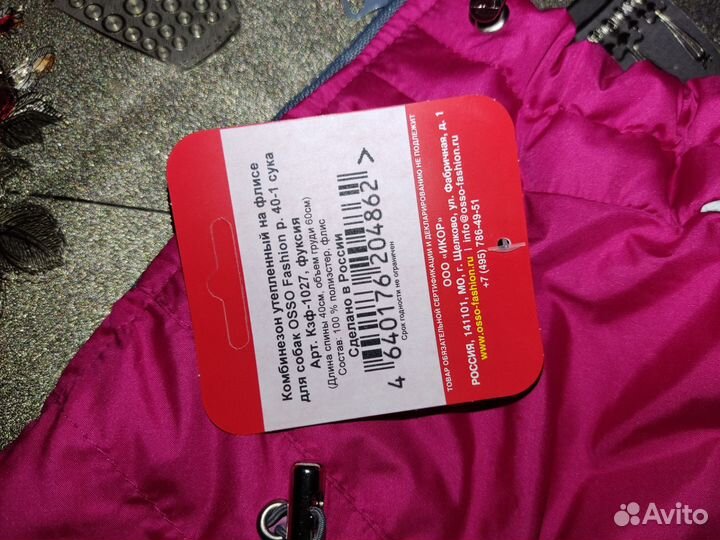 Комбинезон утепленный на флисе
для собак OSSO Fashion р. 40-1 сука
Арт. Кзф-1027, фуксия
(Длина спины 40см, объем груди 60см)
Состав: 100 % полиэстер, флис
Сделано в России
4 640176 204862 >
Срок годности не ограничен
ТОВАР ОБЯЗАТЕЛЬНОЙ СЕРТИФИКАЦИИ И ДЕКЛАРИРОВАНИЮ НЕ ПОДЛЕЖИТ
ООО «ИКОР»
РОССИЯ, 141101, МО, г. Щелково, ул. Фабричная, д. 1
www.osso-fashion.ru | info@osso-fashion.ru
+7 (495) 786-49-51
Avito